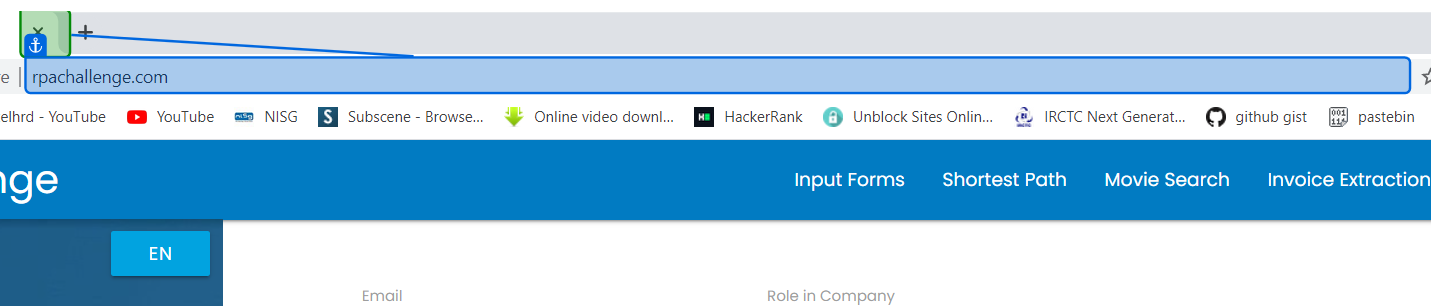 re | rpachallenge.com
elhrd - YouTube YouTube NISG Subscene - Browse... Online video downl... HackerRank Unblock Sites Onlin... IRCTC Next Generat... github gist pastebin
nge Input Forms Shortest Path Movie Search Invoice Extraction
EN
Email Role in Company